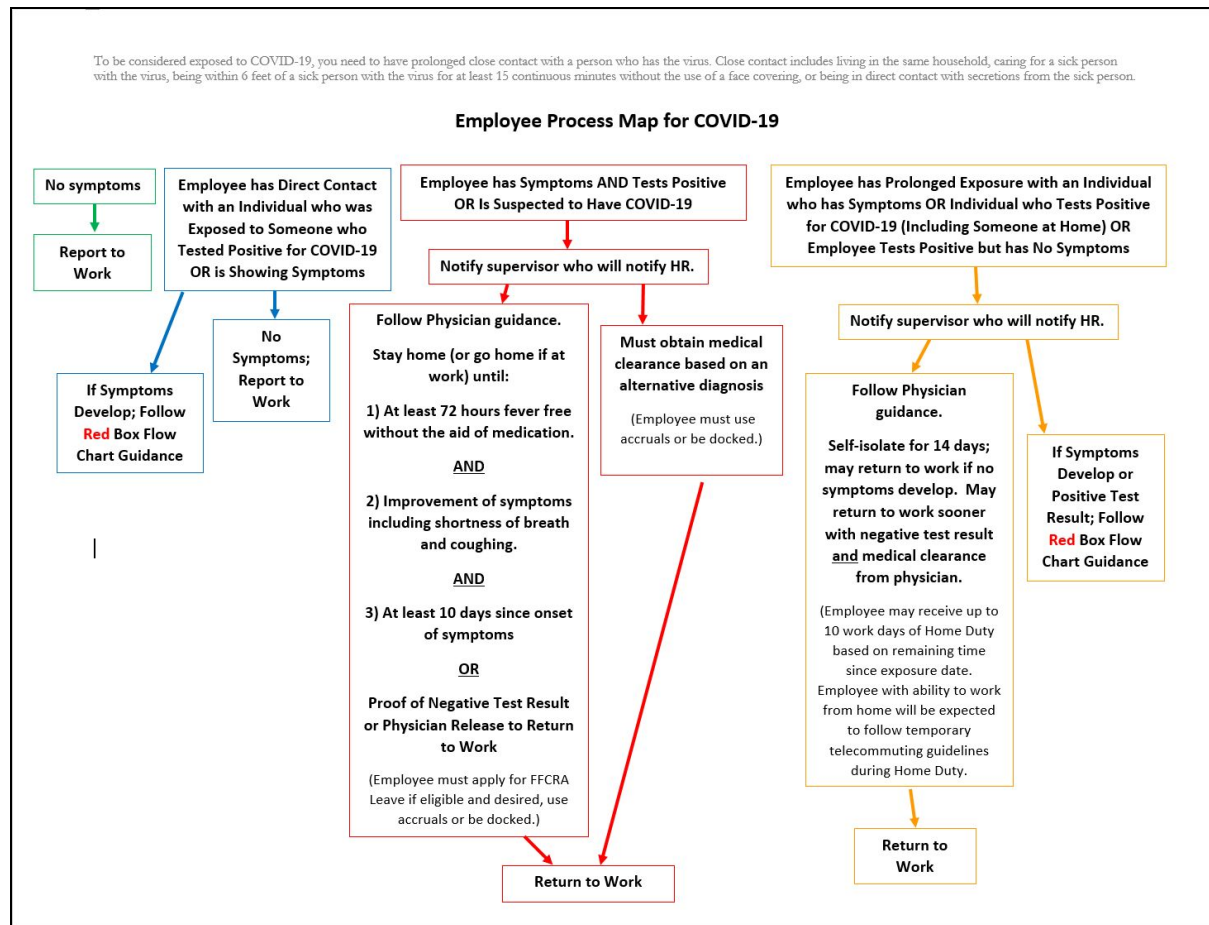 To be considered exposed to COVID-19, you need to have prolonged close contact with a person who has the virus. Close contact includes living in the same household, caring for a sick person
with the virus, being within 6 feet of a sick person with the virus for at least 15 continuous minutes without the use of a face covering, or being in direct contact with secretions from the sick person.
Employee Process Map for COVID-19
No symptoms
Report to
Work
Employee has Direct Contact
with an Individual who was
Exposed to Someone who
Tested Positive for COVID-19
OR is Showing Symptoms
If Symptoms
Develop; Follow
Red Box Flow
Chart Guidance
No
Symptoms;
Report to
Work
Employee has Symptoms AND Tests Positive
OR Is Suspected to Have COVID-19
Notify supervisor who will notify HR.
Follow Physician guidance.
Stay home (or go home if at
work) until:
1) At least 72 hours fever free
without the aid of medication.
AND
2) Improvement of symptoms
including shortness of breath
and coughing.
AND
3) At least 10 days since onset
of symptoms
OR
Proof of Negative Test Result
or Physician Release to Return
to Work
(Employee must apply for FFCRA
Leave if eligible and desired, use
accruals or be docked.)
Must obtain medical
clearance based on an
alternative diagnosis
(Employee must use
accruals or be docked.)
Return to Work
Employee has Prolonged Exposure with an Individual
who has Symptoms OR Individual who Tests Positive
for COVID-19 (Including Someone at Home) OR
Employee Tests Positive but has No Symptoms
Notify supervisor who will notify HR.
Follow Physician
guidance.
Self-isolate for 14 days;
may return to work if no
symptoms develop. May
return to work sooner
with negative test result
and medical clearance
from physician.
(Employee may receive up to
10 work days of Home Duty
based on remaining time
since exposure date.
Employee with ability to work
from home will be expected
to follow temporary
telecommuting guidelines
during Home Duty.
If Symptoms
Develop or
Positive Test
Result; Follow
Red Box Flow
Chart Guidance
Return to
Work